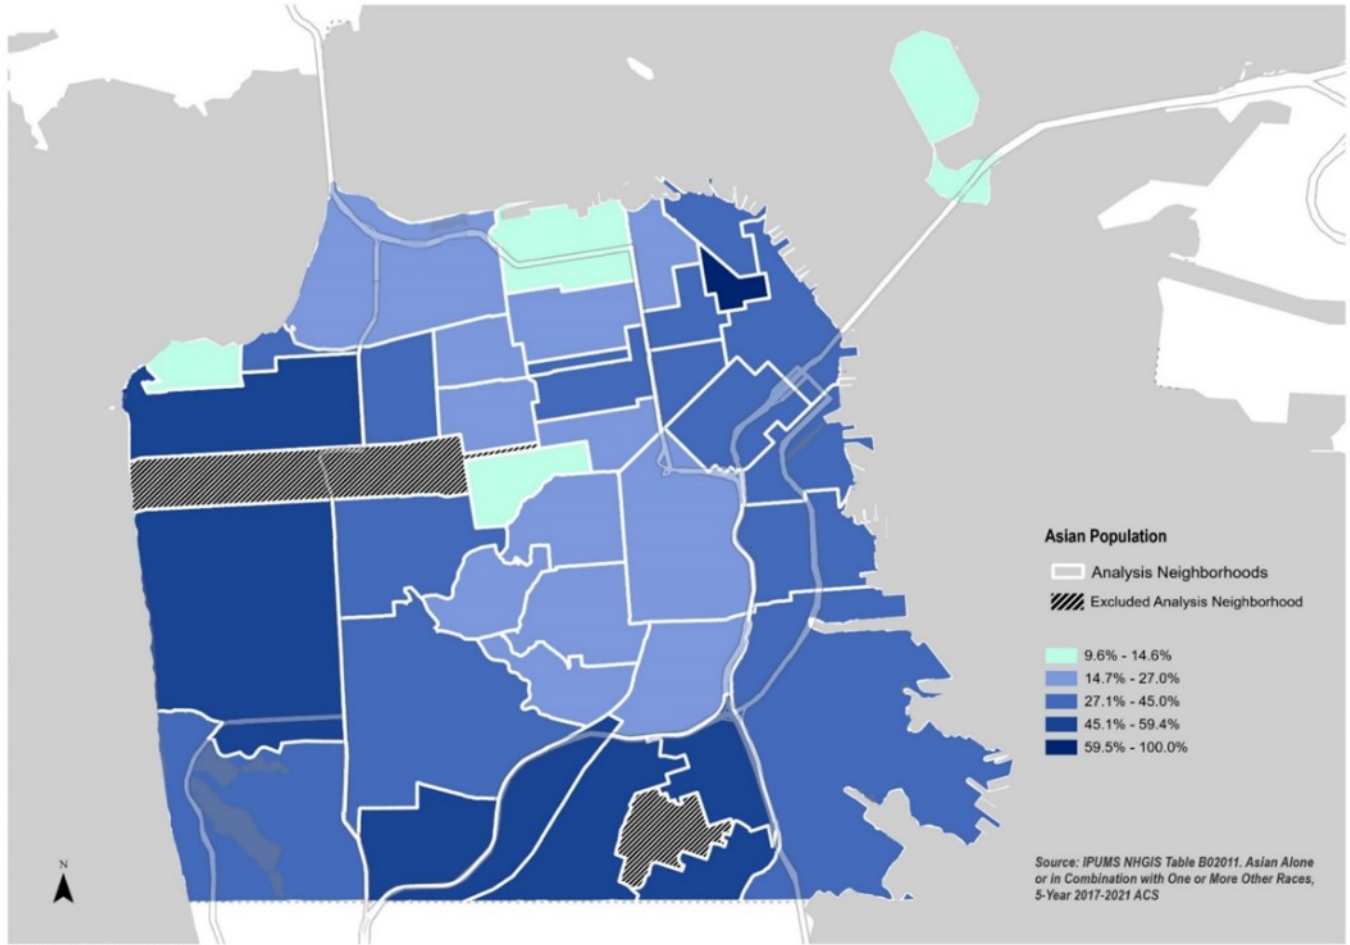 Asian Population
Analysis Neighborhoods
Excluded Analysis Neighborhood
9.6% - 14.6%
14.7% - 27.0%
27.1% - 45.0%
45.1% - 59.4%
59.5% - 100.0%
N
Source: IPUMS NHGIS Table B02011. Asian Alone
or in Combination with One or More Other Races,
5-Year 2017-2021 ACS